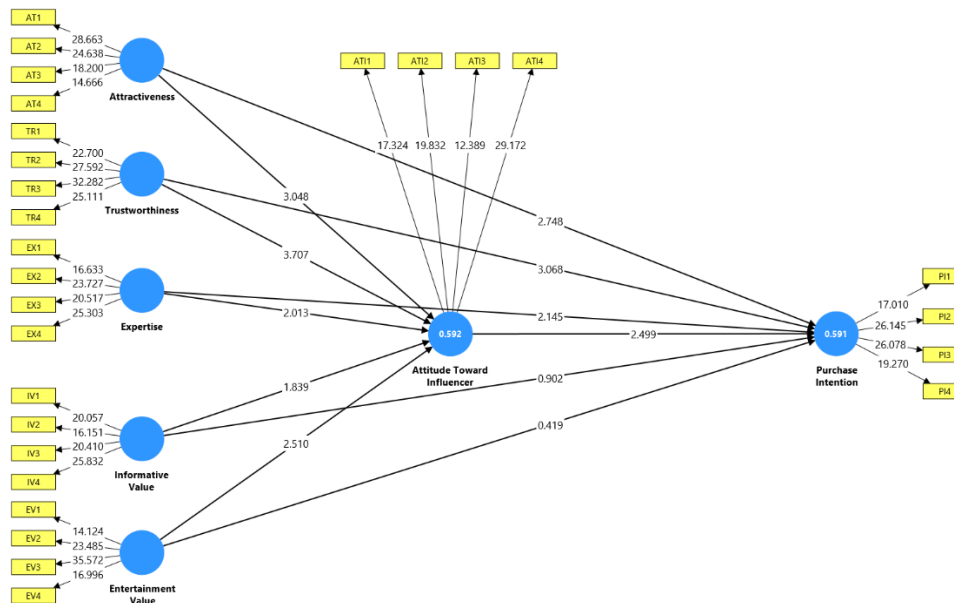 AT1
28.663
AT2
24.638
AT3
18.200
14.666
AT4
Attractiveness
TR1
22.700
TR2
27.592
TR3
32.282
25.111
TR4
Trustworthiness
EX1
16.633
EX2
23.727
EX3
20.517
25.303
EX4
Expertise
IV1
20.057
IV2
16.151
IV3
20.410
25.832
IV4
Informative
Value
EV1
14.124
EV2
23.485
EV3
35.572
16.996
EV4
Entertainment
Value
ATI1
ATI2
ATI3
ATI4
17.324
19.832
12.389
29.172
3.048
3.707
2.013
1.839
2.510
0.592
Attitude Toward
Influencer
2.748
3.068
2.145
2.499
0.902
0.419
0.591
Purchase
Intention
PI1
17.010
PI2
26.145
26.078
PI3
19.270
PI4